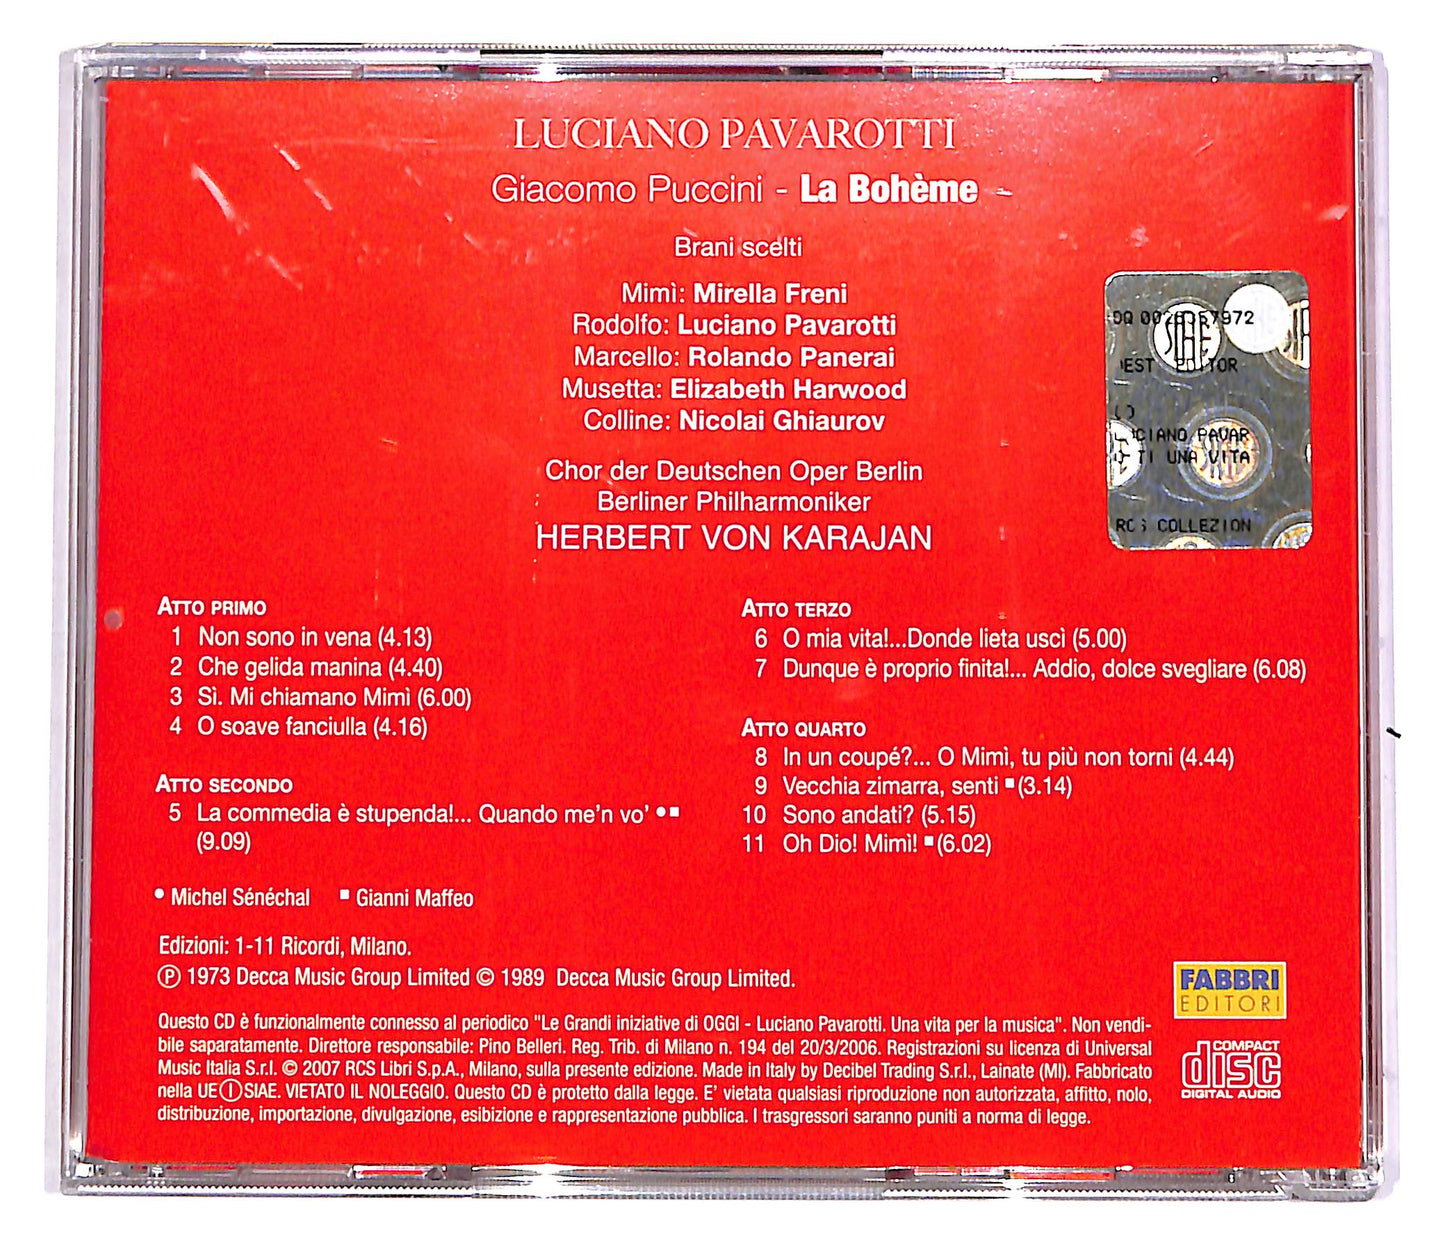 LUCIANO PAVAROTTI
Giacomo Puccini - La Bohème
Brani scelti
Mimì: Mirella Freni
Rodolfo: Luciano Pavarotti
Marcello: Rolando Panerai
Musetta: Elizabeth Harwood
Colline: Nicolai Ghiaurov
Chor der Deutschen Oper Berlin
Berliner Philharmoniker
HERBERT VON KARAJAN
SIAE
EDITOR
PAVAR
TI UNA VITA
SIAE
COLLEZION
ATTO PRIMO
1 Non sono in vena (4.13)
2 Che gelida manina (4.40)
3 Sì. Mi chiamano Mimì (6.00)
4 O soave fanciulla (4.16)
ATTO SECONDO
5 La commedia è stupenda!... Quando me'n vo' ●■
(9.09)
ATTO TERZO
6 O mia vita!...Donde lieta uscì (5.00)
7 Dunque è proprio finita!... Addio, dolce svegliare (6.08)
ATTO QUARTO
8 In un coupé?... O Mimì, tu più non torni (4.44)
9 Vecchia zimarra, senti ■ (3.14)
10 Sono andati? (5.15)
11 Oh Dio! Mimì! ■ (6.02)
● Michel Sénéchal ■ Gianni Maffeo
Edizioni: 1-11 Ricordi, Milano.
℗ 1973 Decca Music Group Limited © 1989 Decca Music Group Limited.
Questo CD è funzionalmente connesso al periodico "Le Grandi iniziative di OGGI - Luciano Pavarotti. Una vita per la musica". Non vendi-
bile separatamente. Direttore responsabile: Pino Belleri. Reg. Trib. di Milano n. 194 del 20/3/2006. Registrazioni su licenza di Universal
Music Italia S.r.l. © 2007 RCS Libri S.p.A., Milano, sulla presente edizione. Made in Italy by Decibel Trading S.r.l., Lainate (MI). Fabbricato
nella UE Ⓘ SIAE. VIETATO IL NOLEGGIO. Questo CD è protetto dalla legge. E' vietata qualsiasi riproduzione non autorizzata, affitto, nolo,
distribuzione, importazione, divulgazione, esibizione e rappresentazione pubblica. I trasgressori saranno puniti a norma di legge.
FABBRI
EDITORI
COMPACT
disc
DIGITAL AUDIO